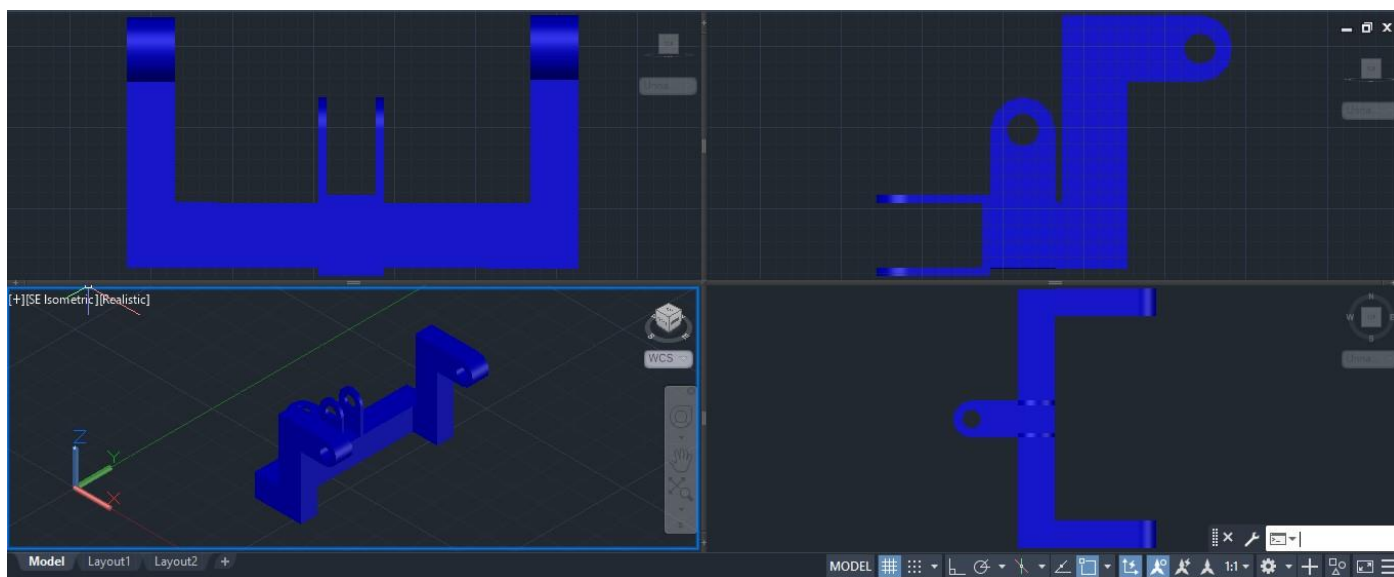 [+][SE Isometric][Realistic]
N
W
S
WCS
Z
Y
X
Model
Layout1
Layout2
+
MODEL
1:1